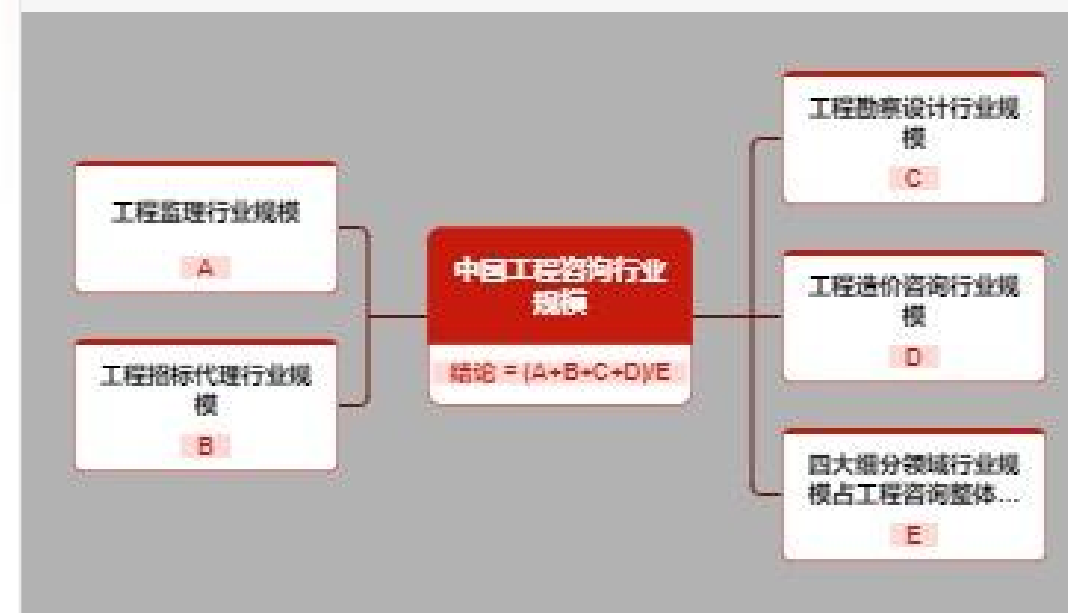 工程监理行业规模
A
工程招标代理行业规
模
B
中国工程咨询行业
规模
结论 = (A+B+C+D)/E
工程勘察设计行业规
模
C
工程造价咨询行业规
模
D
四大细分领域行业规
模占工程咨询整体...
E